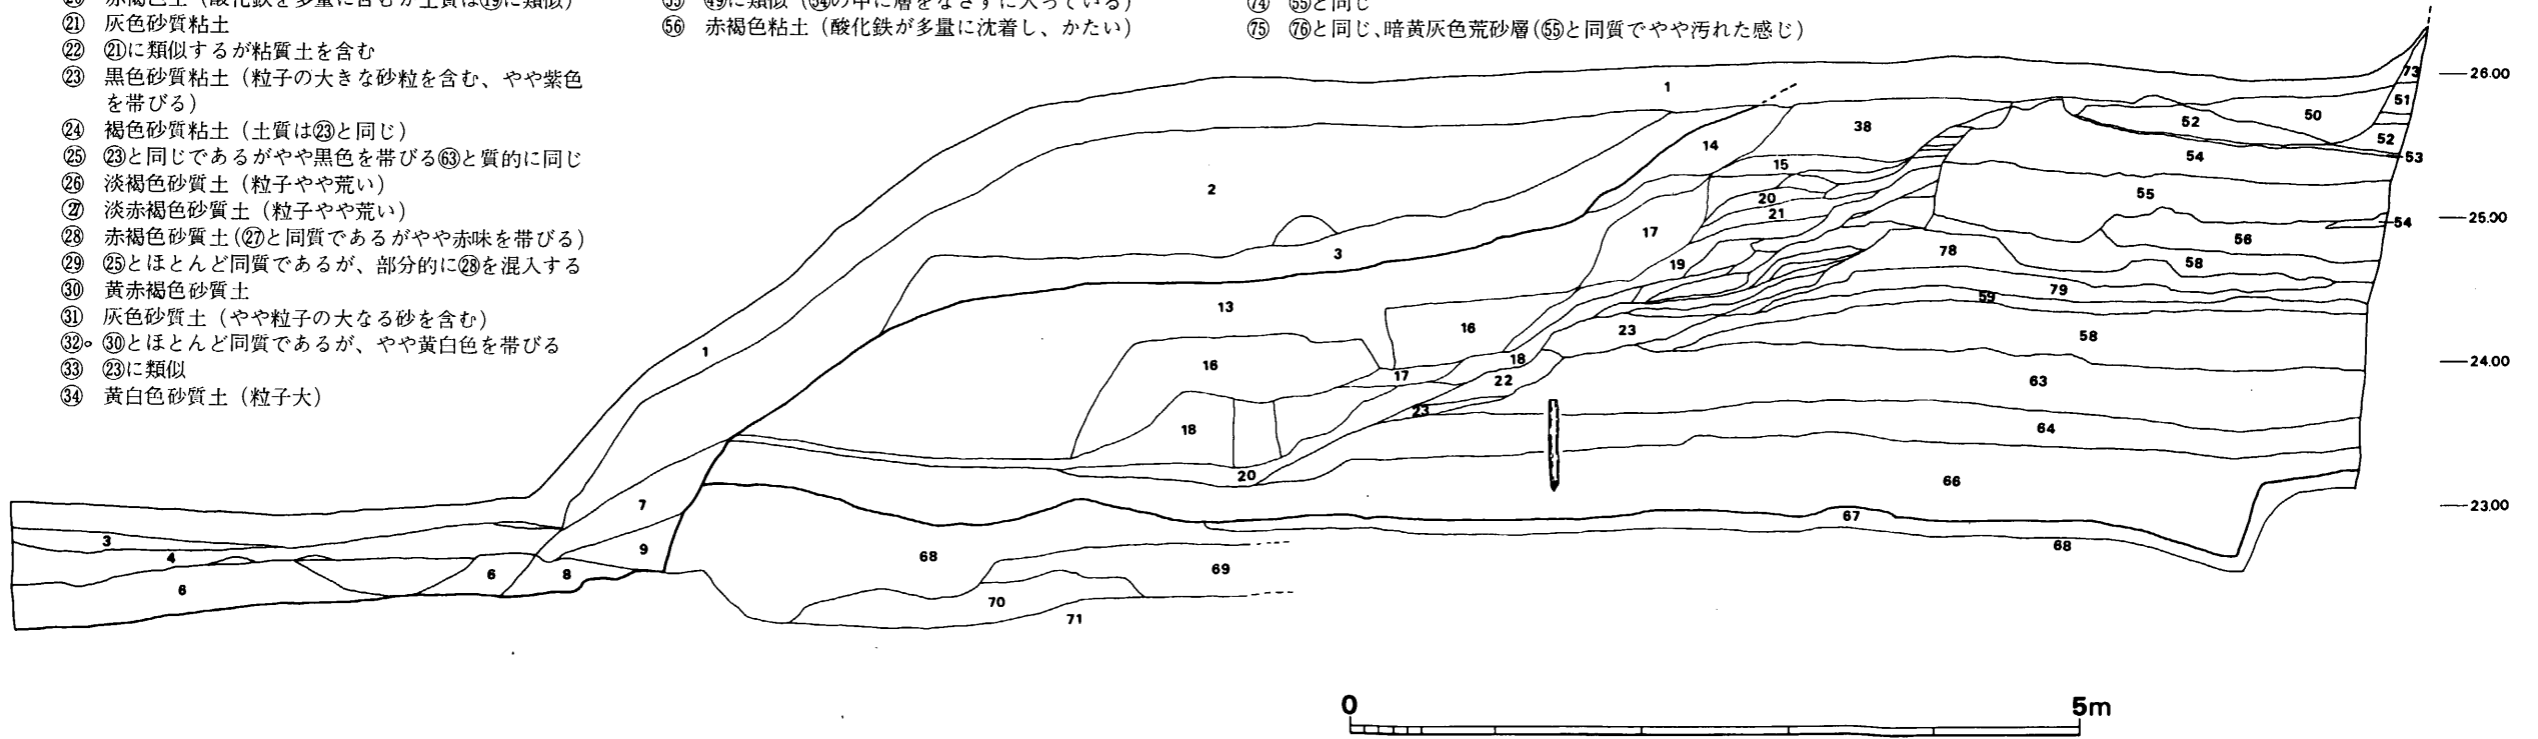 ㉑ 灰色砂質粘土
㉒ ㉑に類似するが粘質土を含む
㉓ 黒色砂質粘土（粒子の大きな砂粒を含む、やや紫色
を帯びる）
㉔ 褐色砂質粘土（土質は㉓と同じ）
㉕ ㉓と同じであるがやや黒色を帯びる63と質的に同じ
㉖ 淡褐色砂質土（粒子やや荒い）
㉗ 淡赤褐色砂質土（粒子やや荒い）
㉘ 赤褐色砂質土（㉗と同質であるがやや赤味を帯びる）
㉙ ㉕とほとんど同質であるが、部分的に㉘を混入する
㉚ 黄赤褐色砂質土
㉛ 灰色砂質土（やや粒子の大なる砂を含む）
㉜。㉚とほとんど同質であるが、やや黄白色を帯びる
㉝ ㉓に類似
㉞ 黄白色砂質土（粒子大）
56 赤褐色粘土（酸化鉄が多量に沈着し、かたい）
74 55と同じ
75 76と同じ、暗黄灰色荒砂層（55と同質でやや汚れた感じ）
1
73
26.00
51
50
52
38
52
14
53
54
15
2
55
20
21
25.00
54
17
56
3
78
58
19
79
59
13
16
23
58
18
24.00
1
16
17
22
63
23
18
64
20
66
7
23.00
67
3
9
68
68
4
6
8
69
6
70
71
0 5m